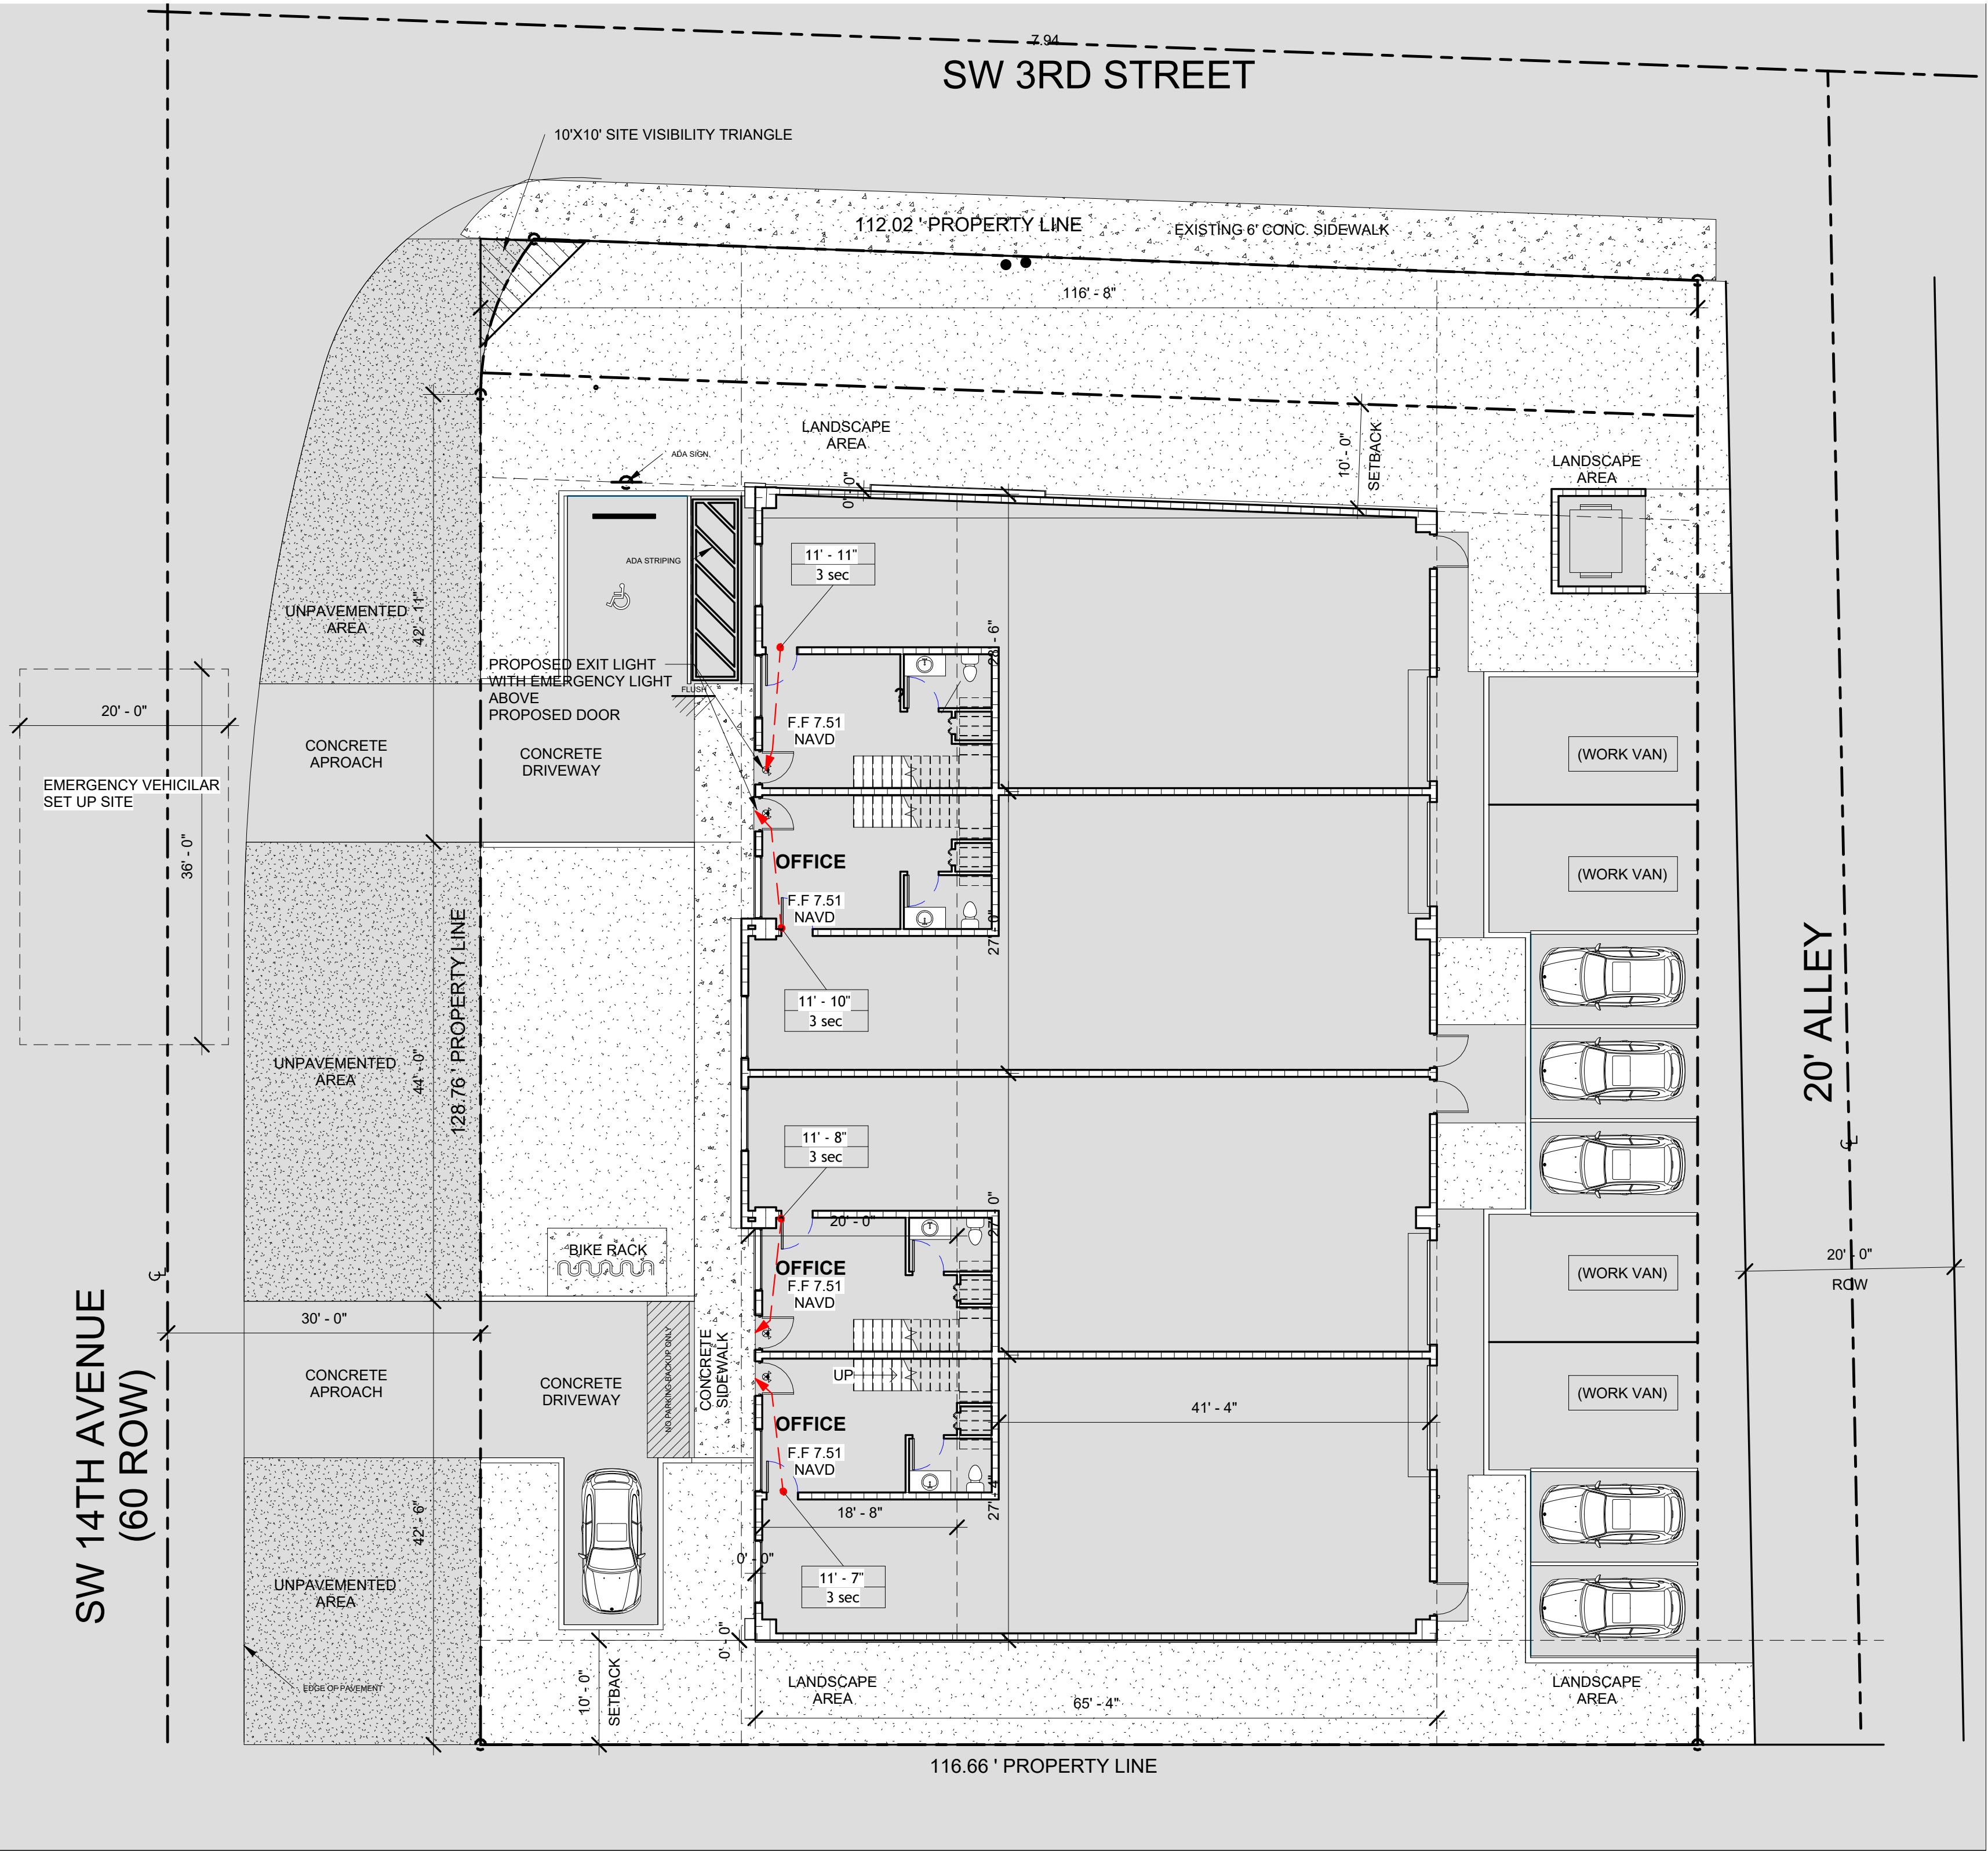 7.94
SW 3RD STREET
10'X10' SITE VISIBILITY TRIANGLE
112.02 ' PROPERTY LINE
EXISTING 6' CONC. SIDEWALK
116' - 8"
LANDSCAPE
AREA
10' - 0"
SETBACK
LANDSCAPE
AREA
ADA SIGN
0' - 0"
ADA STRIPING
11' - 11"
3 sec
UNPAVEMENTED
AREA
42' - 11"
28' - 6"
PROPOSED EXIT LIGHT
WITH EMERGENCY LIGHT
ABOVE
PROPOSED DOOR
FLUSH
?
20' - 0"
F.F 7.51
NAVD
CONCRETE
APROACH
CONCRETE
DRIVEWAY
(WORK VAN)
EMERGENCY VEHICILAR
SET UP SITE
36' - 0"
OFFICE
F.F 7.51
NAVD
(WORK VAN)
27' - 0"
128.76 ' PROPERTY LINE
11' - 10"
3 sec
20' ALLEY
UNPAVEMENTED
AREA
44' - 0"
11' - 8"
3 sec
CL
20' - 0"
27' - 0"
BIKE RACK
OFFICE
F.F 7.51
NAVD
(WORK VAN)
20' - 0"
ROW
CL
SW 14TH AVENUE
(60 ROW)
30' - 0"
NO PARKING-BACKUP ONLY
CONCRETE
SIDEWALK
CONCRETE
APROACH
CONCRETE
DRIVEWAY
UP
(WORK VAN)
41' - 4"
OFFICE
F.F 7.51
NAVD
27' - 4"
18' - 8"
42' - 6"
0' - 0"
11' - 7"
3 sec
UNPAVEMENTED
AREA
0' - 0"
10' - 0"
SETBACK
EDGE OF PAVEMENT
LANDSCAPE
AREA
65' - 4"
LANDSCAPE
AREA
116.66 ' PROPERTY LINE